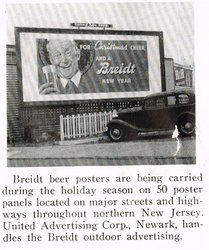 FOR Christmas CHEER
AND A
Breidt
NEW YEAR
Breidt beer posters are being carried
during the holiday season on 50 poster
panels located on major streets and high-
ways throughout northern New Jersey.
United Advertising Corp., Newark, han-
dles the Breidt outdoor advertising.